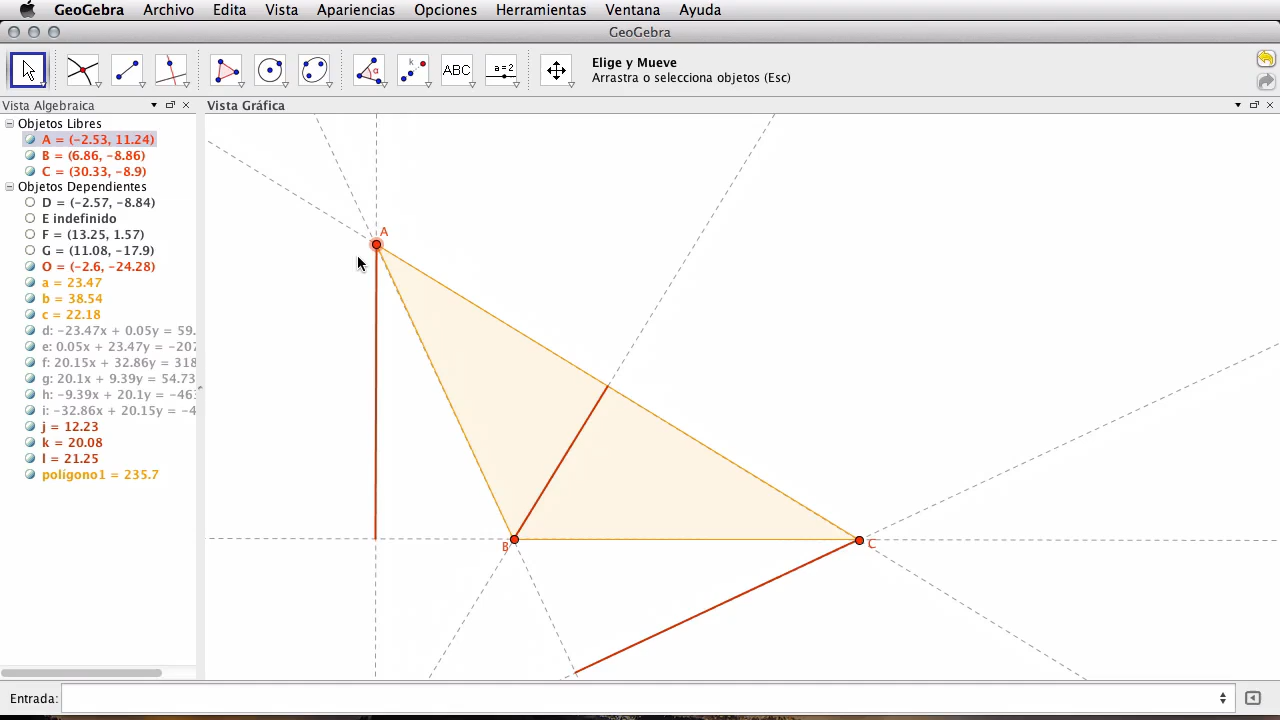 GeoGebra Archivo Edita Vista Apariencias Opciones Herramientas Ventana Ayuda
GeoGebra
α k ABC a=2
Elige y Mueve
Arrastra o selecciona objetos (Esc)
Vista Algebraica
Vista Gráfica
Objetos Libres
A = (-2.53, 11.24)
B = (6.86, -8.86)
C = (30.33, -8.9)
Objetos Dependientes
D = (-2.57, -8.84)
E indefinido
F = (13.25, 1.57)
G = (11.08, -17.9)
O = (-2.6, -24.28)
a = 23.47
b = 38.54
c = 22.18
d: -23.47x + 0.05y = 59.
e: 0.05x + 23.47y = -207
f: 20.15x + 32.86y = 318
g: 20.1x + 9.39y = 54.73
h: -9.39x + 20.1y = -46
i: -32.86x + 20.15y = -4
j = 12.23
k = 20.08
l = 21.25
polígono1 = 235.7
A
B
C
Entrada: